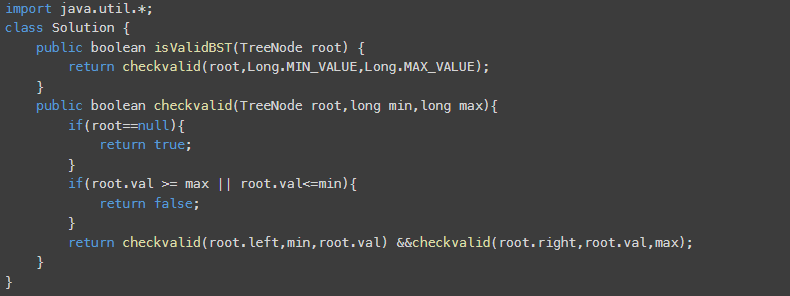 import java.util.*;
class Solution {
    public boolean isValidBST(TreeNode root) {
        return checkvalid(root,Long.MIN_VALUE,Long.MAX_VALUE);
    }
    public boolean checkvalid(TreeNode root,long min,long max){
        if(root==null){
            return true;
        }
        if(root.val >= max || root.val<=min){
            return false;
        }
        return checkvalid(root.left,min,root.val) &&checkvalid(root.right,root.val,max);
    }
}